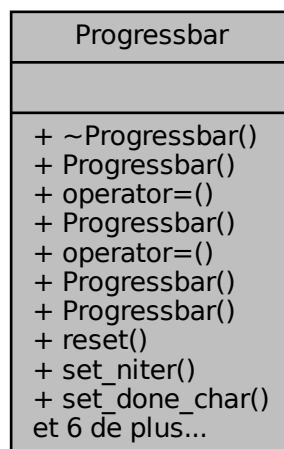 Progressbar
+ ~Progressbar()
+ Progressbar()
+ operator=()
+ Progressbar()
+ operator=()
+ Progressbar()
+ Progressbar()
+ reset()
+ set_niter()
+ set_done_char()
et 6 de plus...